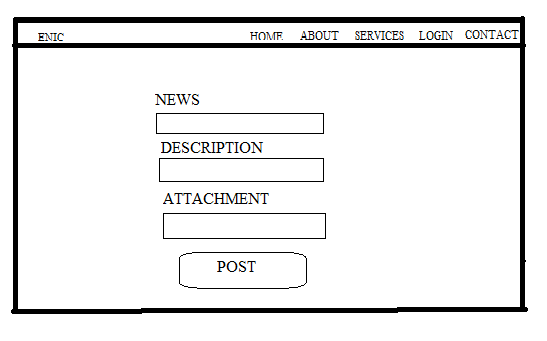 ENIC HOME ABOUT SERVICES LOGIN CONTACT
NEWS
DESCRIPTION
ATTACHMENT
POST